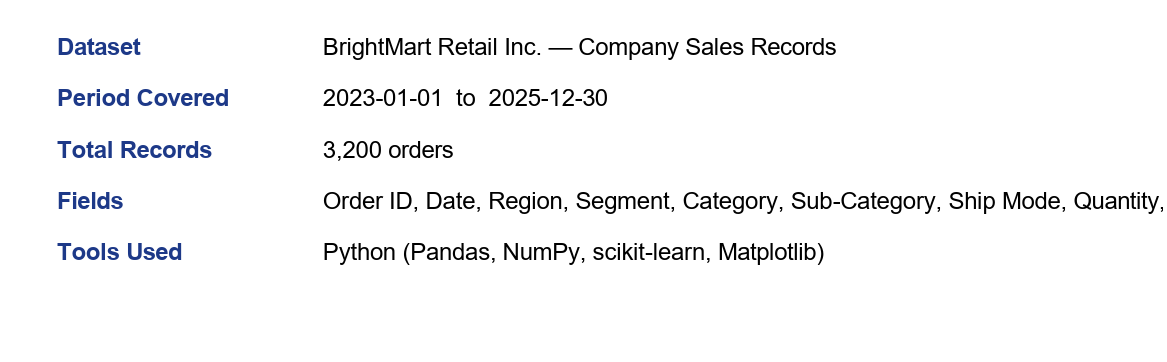 Dataset BrightMart Retail Inc. — Company Sales Records
Period Covered 2023-01-01 to 2025-12-30
Total Records 3,200 orders
Fields Order ID, Date, Region, Segment, Category, Sub-Category, Ship Mode, Quantity,
Tools Used Python (Pandas, NumPy, scikit-learn, Matplotlib)